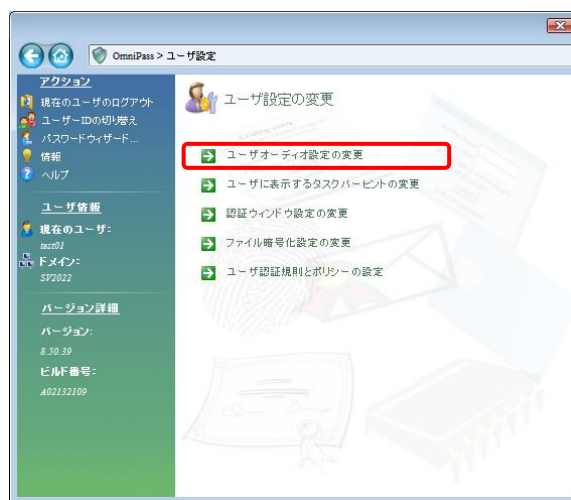 OmniPass > ユーザ設定
アクション
現在のユーザのログアウト
ユーザーIDの切り替え
パスワードウィザード...
情報
ヘルプ
ユーザ情報
現在のユーザ:
test01
ドメイン:
SV2022
バージョン詳細
バージョン:
8.50.39
ビルド番号:
A02132109
ユーザ設定の変更
ユーザオーディオ設定の変更
ユーザに表示するタスクバーヒントの変更
認証ウィンドウ設定の変更
ファイル暗号化設定の変更
ユーザ認証規則とポリシーの設定